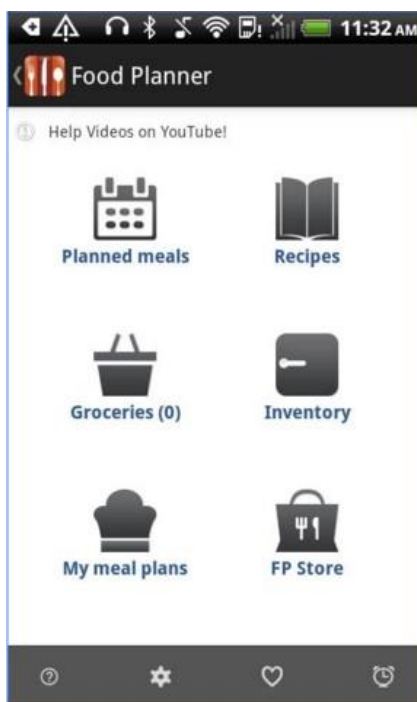 11:32 AM
Food Planner
Help Videos on YouTube!
Planned meals
Recipes
Groceries (0)
Inventory
My meal plans
FP Store